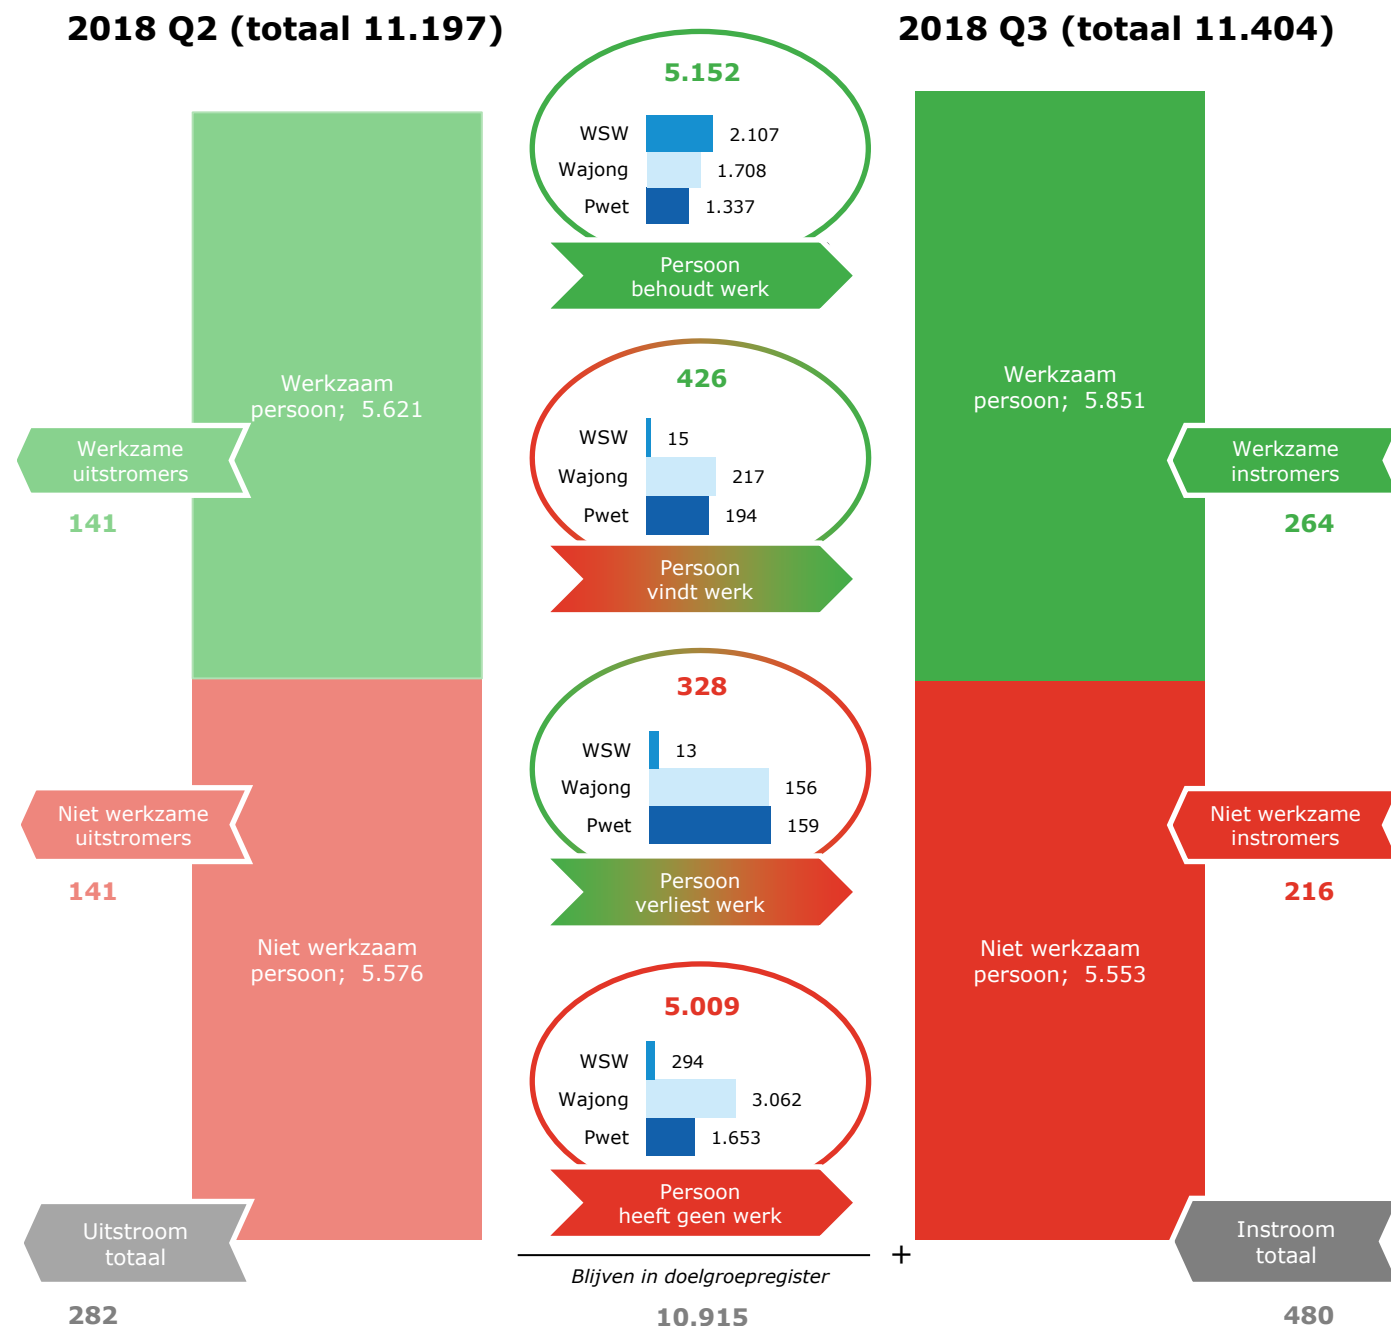 2018 Q2 (totaal 11.197)
2018 Q3 (totaal 11.404)
5.152
WSW 2.107
Wajong 1.708
Pwet 1.337
Persoon
behoudt werk
Werkzaam
persoon; 5.621
Werkzaam
persoon; 5.851
426
WSW 15
Wajong 217
Pwet 194
Persoon
vindt werk
Werkzame
uitstromers
141
Werkzame
instromers
264
328
WSW 13
Wajong 156
Pwet 159
Persoon
verliest werk
Niet werkzame
uitstromers
141
Niet werkzame
instromers
216
Niet werkzaam
persoon; 5.576
Niet werkzaam
persoon; 5.553
5.009
WSW 294
Wajong 3.062
Pwet 1.653
Persoon
heeft geen werk
Uitstroom
totaal
282
+
Blijven in doelgroepregister
10.915
Instroom
totaal
480